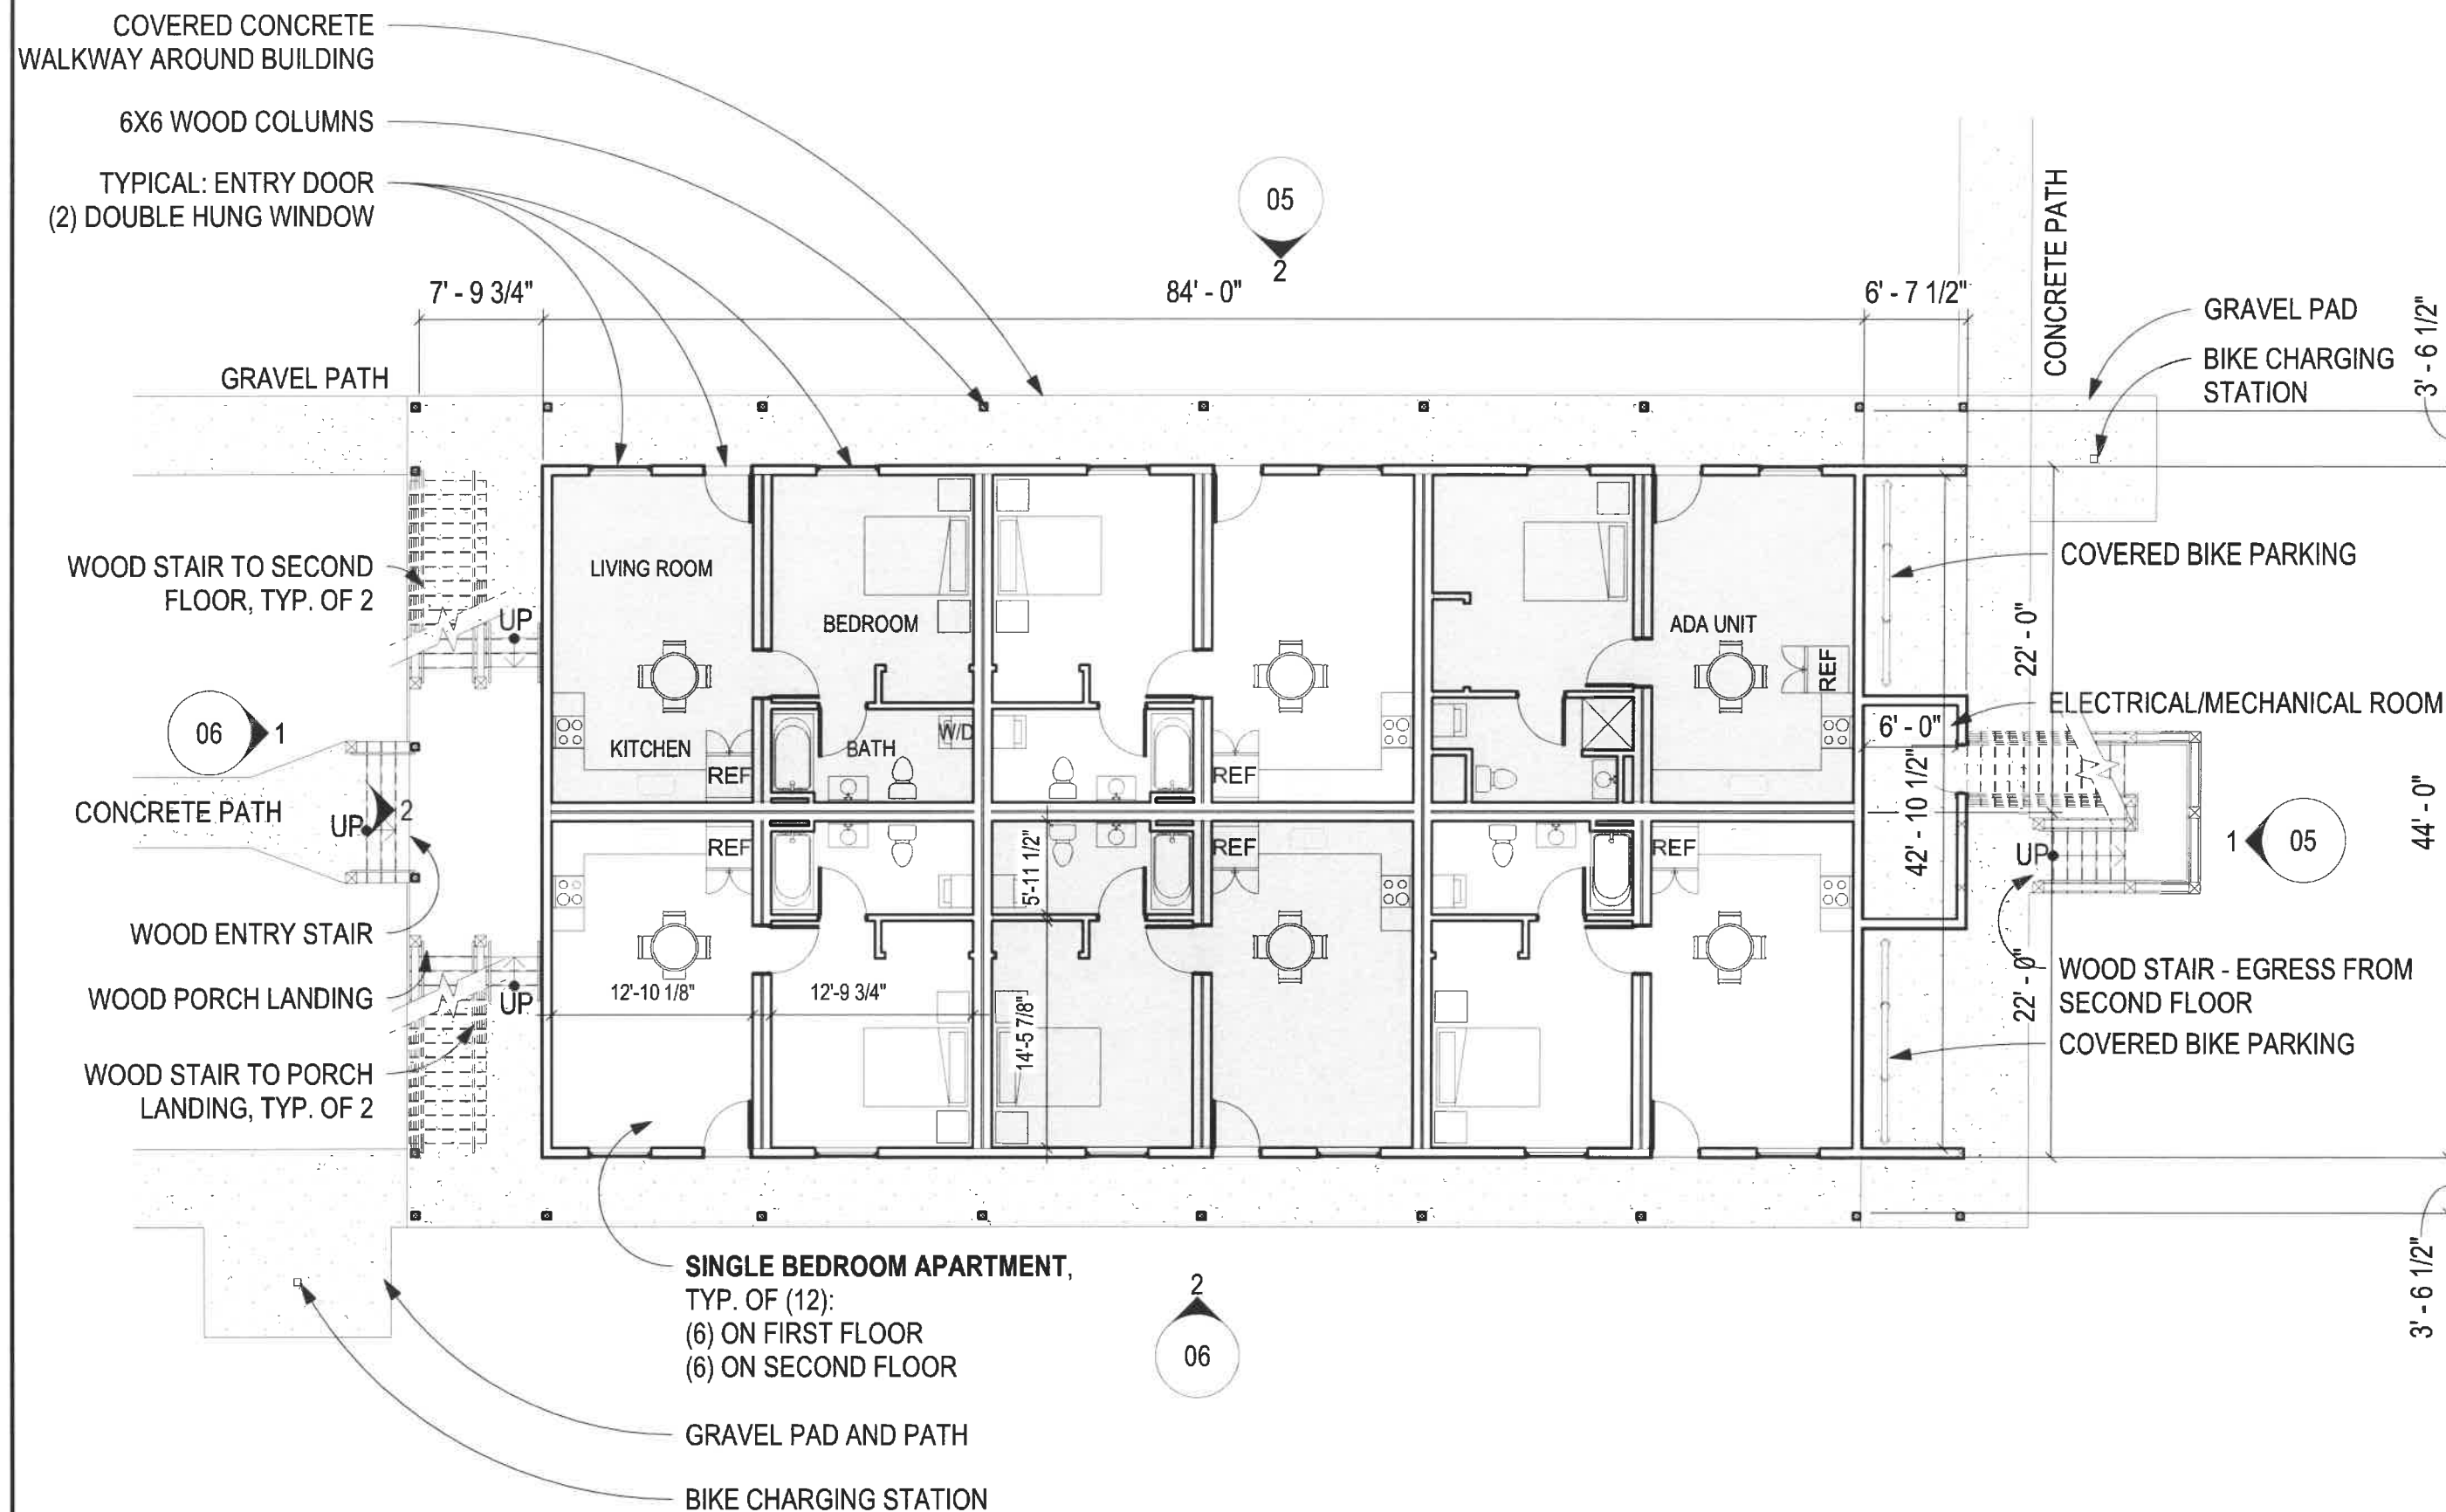 COVERED CONCRETE
WALKWAY AROUND BUILDING
6X6 WOOD COLUMNS
TYPICAL: ENTRY DOOR
(2) DOUBLE HUNG WINDOW
05
2
7' - 9 3/4"
84' - 0"
6' - 7 1/2"
CONCRETE PATH
GRAVEL PAD
BIKE CHARGING
STATION
3' - 6 1/2"
GRAVEL PATH
WOOD STAIR TO SECOND
FLOOR, TYP. OF 2
UP
LIVING ROOM
BEDROOM
ADA UNIT
REF
COVERED BIKE PARKING
22' - 0"
ELECTRICAL/MECHANICAL ROOM
6' - 0"
06
1
KITCHEN
REF
BATH
W/D
REF
CONCRETE PATH
UP
2
42' - 10 1/2"
44' - 0"
1
05
UP
REF
5'-11 1/2"
REF
REF
WOOD ENTRY STAIR
WOOD PORCH LANDING
UP
12'-10 1/8"
12'-9 3/4"
14'-5 7/8"
22' - 0"
WOOD STAIR - EGRESS FROM
SECOND FLOOR
COVERED BIKE PARKING
WOOD STAIR TO PORCH
LANDING, TYP. OF 2
SINGLE BEDROOM APARTMENT,
TYP. OF (12):
(6) ON FIRST FLOOR
(6) ON SECOND FLOOR
2
06
3' - 6 1/2"
GRAVEL PAD AND PATH
BIKE CHARGING STATION